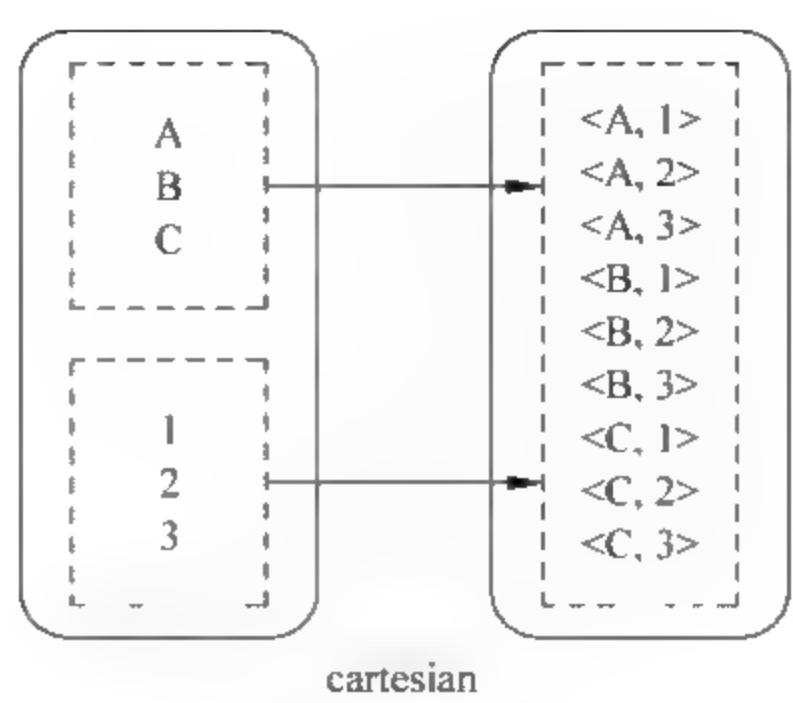 A
B
C
1
2
3
<A, 1>
<A, 2>
<A, 3>
<B, 1>
<B, 2>
<B, 3>
<C, 1>
<C, 2>
<C, 3>
cartesian